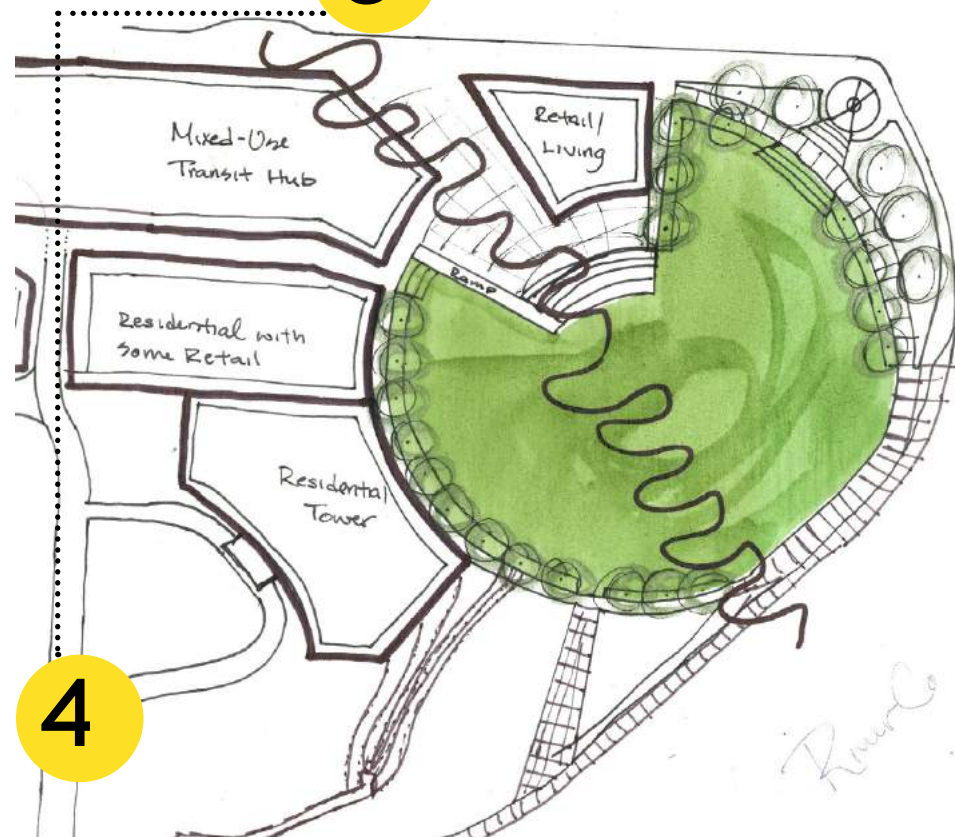 Mixed-Use
Transit Hub
Retail/
Living
Ramp
Residential with
Some Retail
Residental
Tower
4